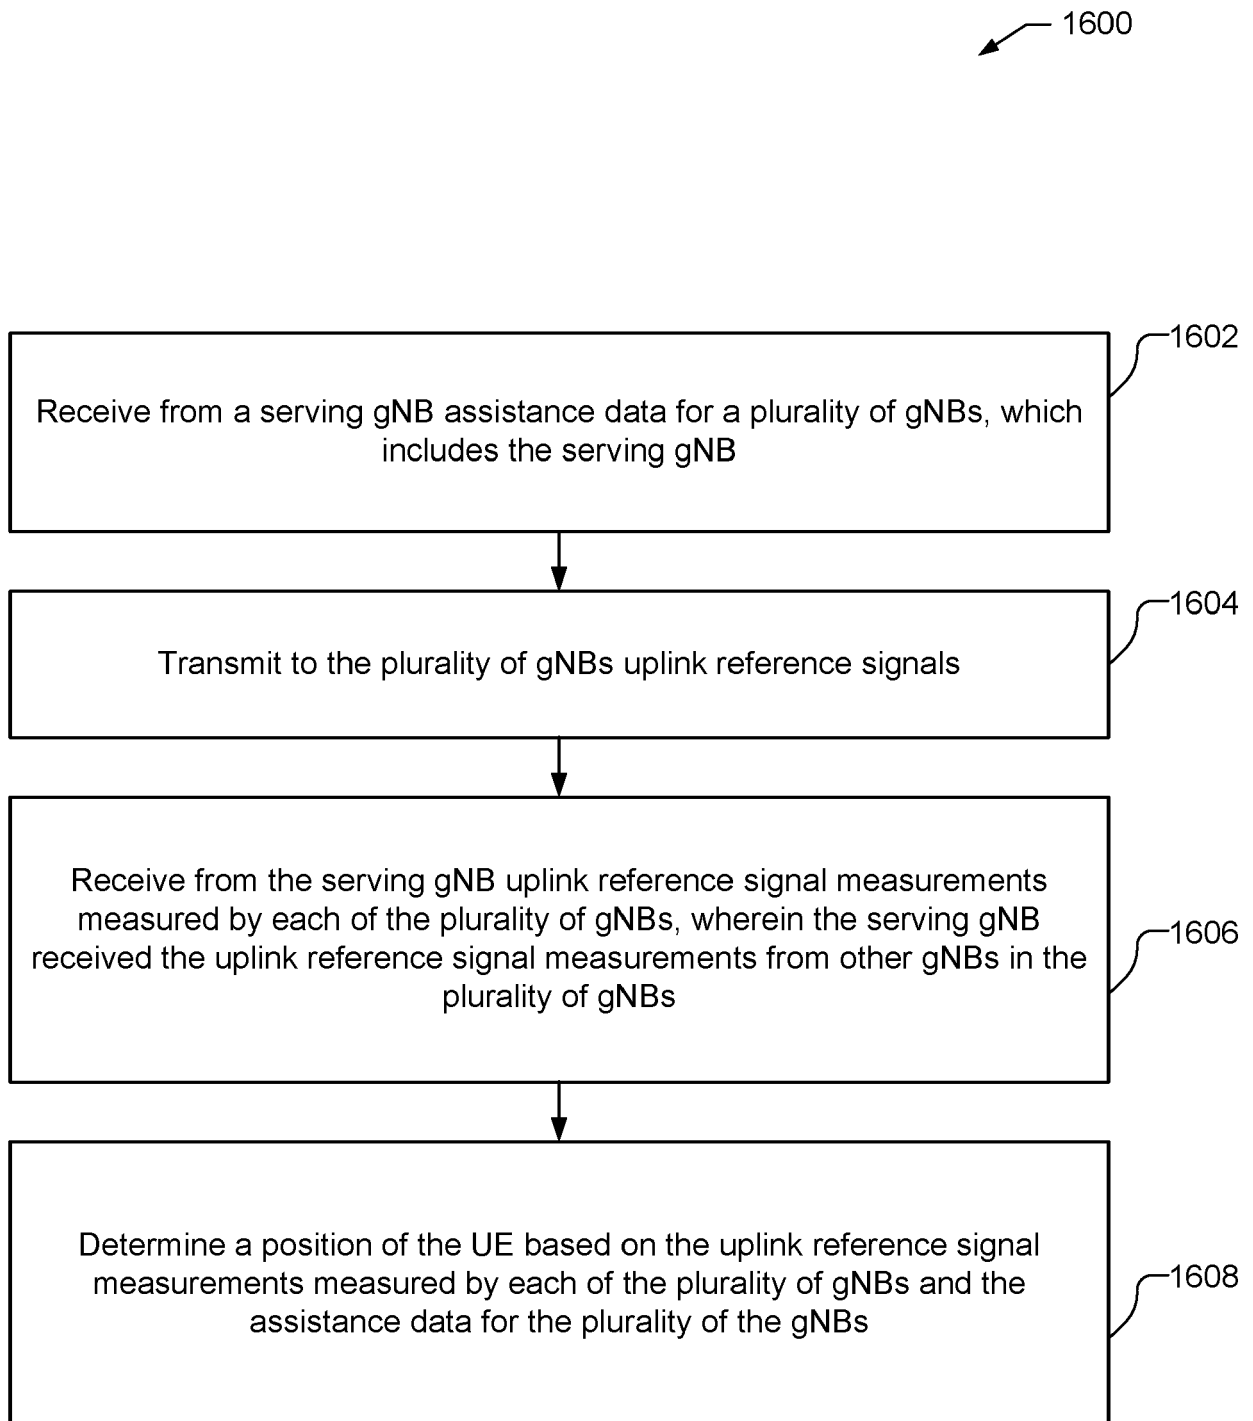 1600
Receive from a serving gNB assistance data for a plurality of gNBs, which
includes the serving gNB
1602
Transmit to the plurality of gNBs uplink reference signals
1604
Receive from the serving gNB uplink reference signal measurements
measured by each of the plurality of gNBs, wherein the serving gNB
received the uplink reference signal measurements from other gNBs in the
plurality of gNBs
1606
Determine a position of the UE based on the uplink reference signal
measurements measured by each of the plurality of gNBs and the
assistance data for the plurality of the gNBs
1608